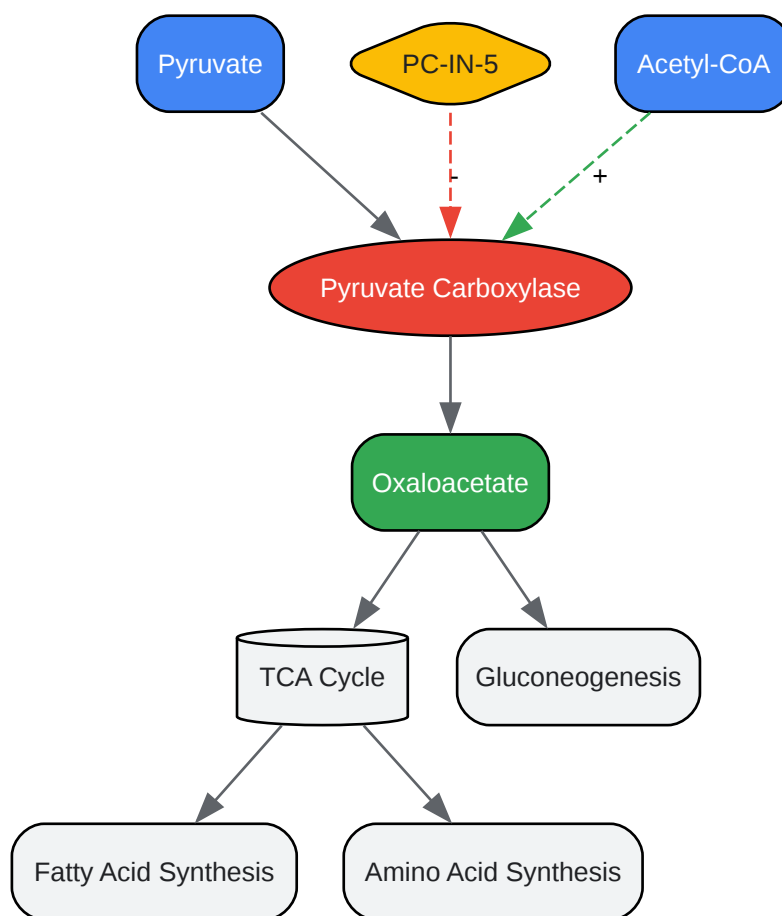 Pyruvate
PC-IN-5
Acetyl-CoA
-
+
Pyruvate Carboxylase
Oxaloacetate
TCA Cycle
Gluconeogenesis
Fatty Acid Synthesis
Amino Acid Synthesis